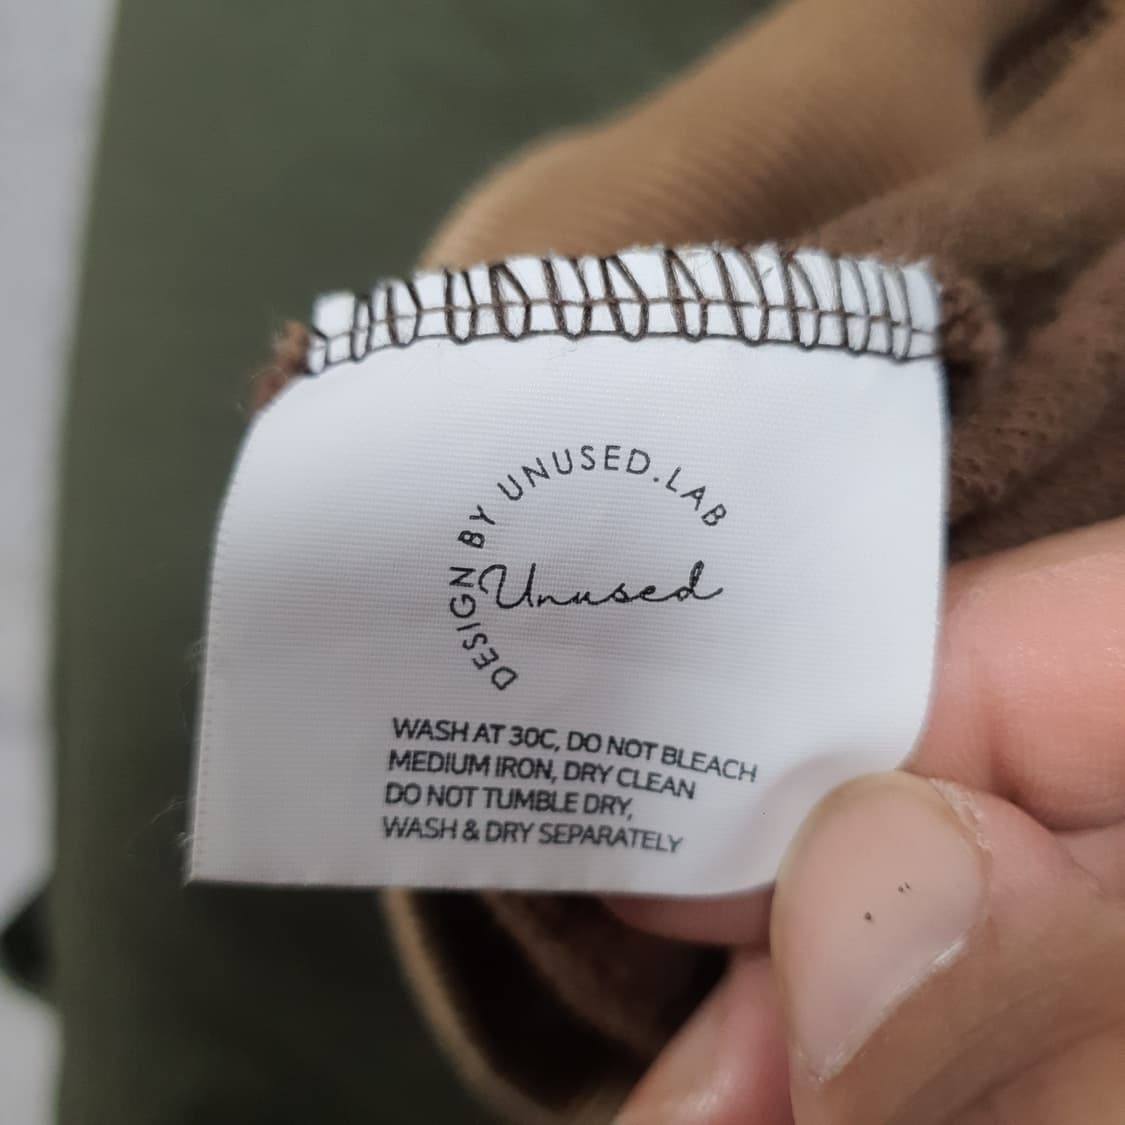 DESIGN BY UNUSED.LAB
Unused
WASH AT 30C, DO NOT BLEACH
MEDIUM IRON, DRY CLEAN
DO NOT TUMBLE DRY,
WASH & DRY SEPARATELY